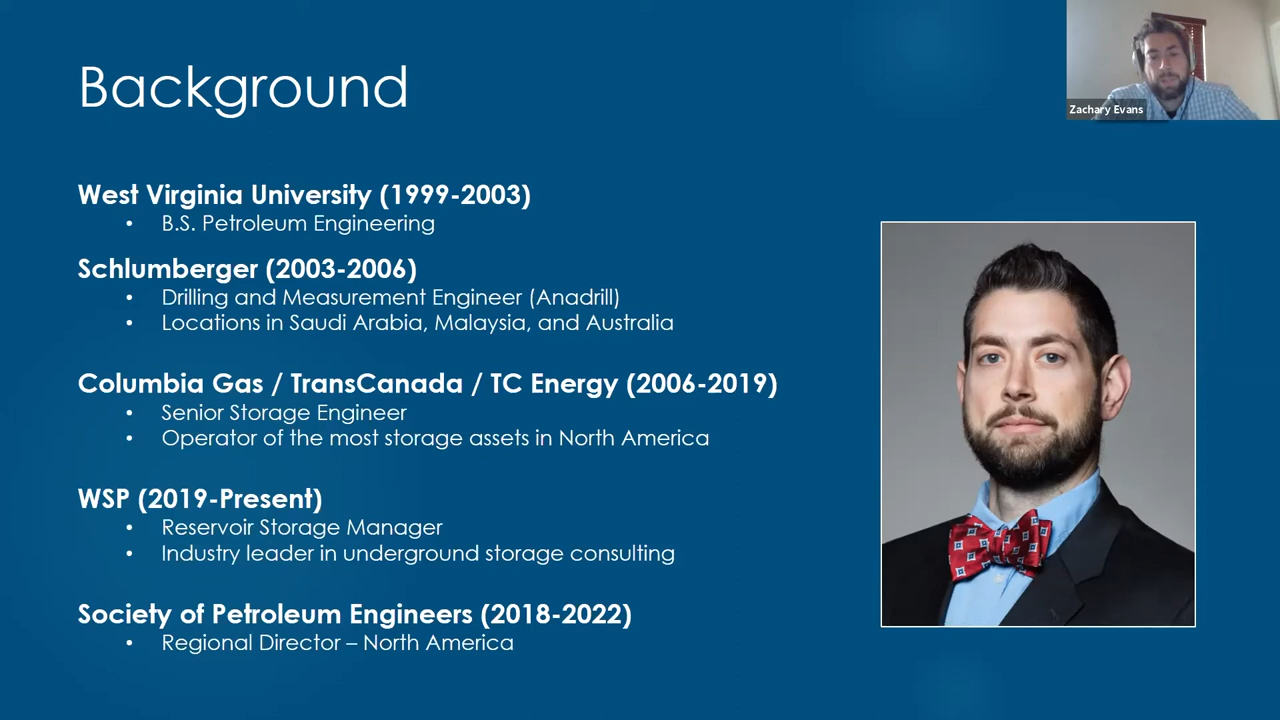 Background
Zachary Evans
West Virginia University (1999-2003)
• B.S. Petroleum Engineering
Schlumberger (2003-2006)
• Drilling and Measurement Engineer (Anadrill)
• Locations in Saudi Arabia, Malaysia, and Australia
Columbia Gas / TransCanada / TC Energy (2006-2019)
• Senior Storage Engineer
• Operator of the most storage assets in North America
WSP (2019-Present)
• Reservoir Storage Manager
• Industry leader in underground storage consulting
Society of Petroleum Engineers (2018-2022)
• Regional Director – North America